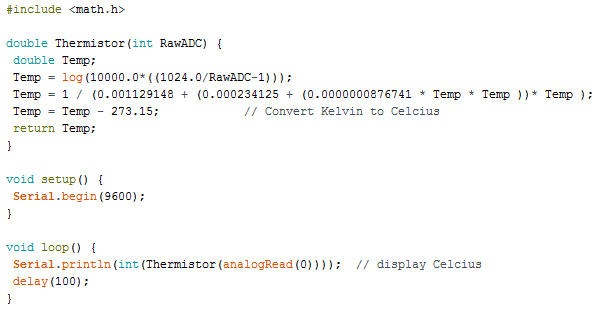 #include <math.h>

double Thermistor(int RawADC) {
 double Temp;
 Temp = log(10000.0*((1024.0/RawADC-1)));
 Temp = 1 / (0.001129148 + (0.000234125 + (0.0000000876741 * Temp * Temp ))* Temp );
 Temp = Temp - 273.15;            // Convert Kelvin to Celcius
 return Temp;
}

void setup() {
 Serial.begin(9600);
}

void loop() {
 Serial.println(int(Thermistor(analogRead(0))));  // display Celcius
 delay(100);
}